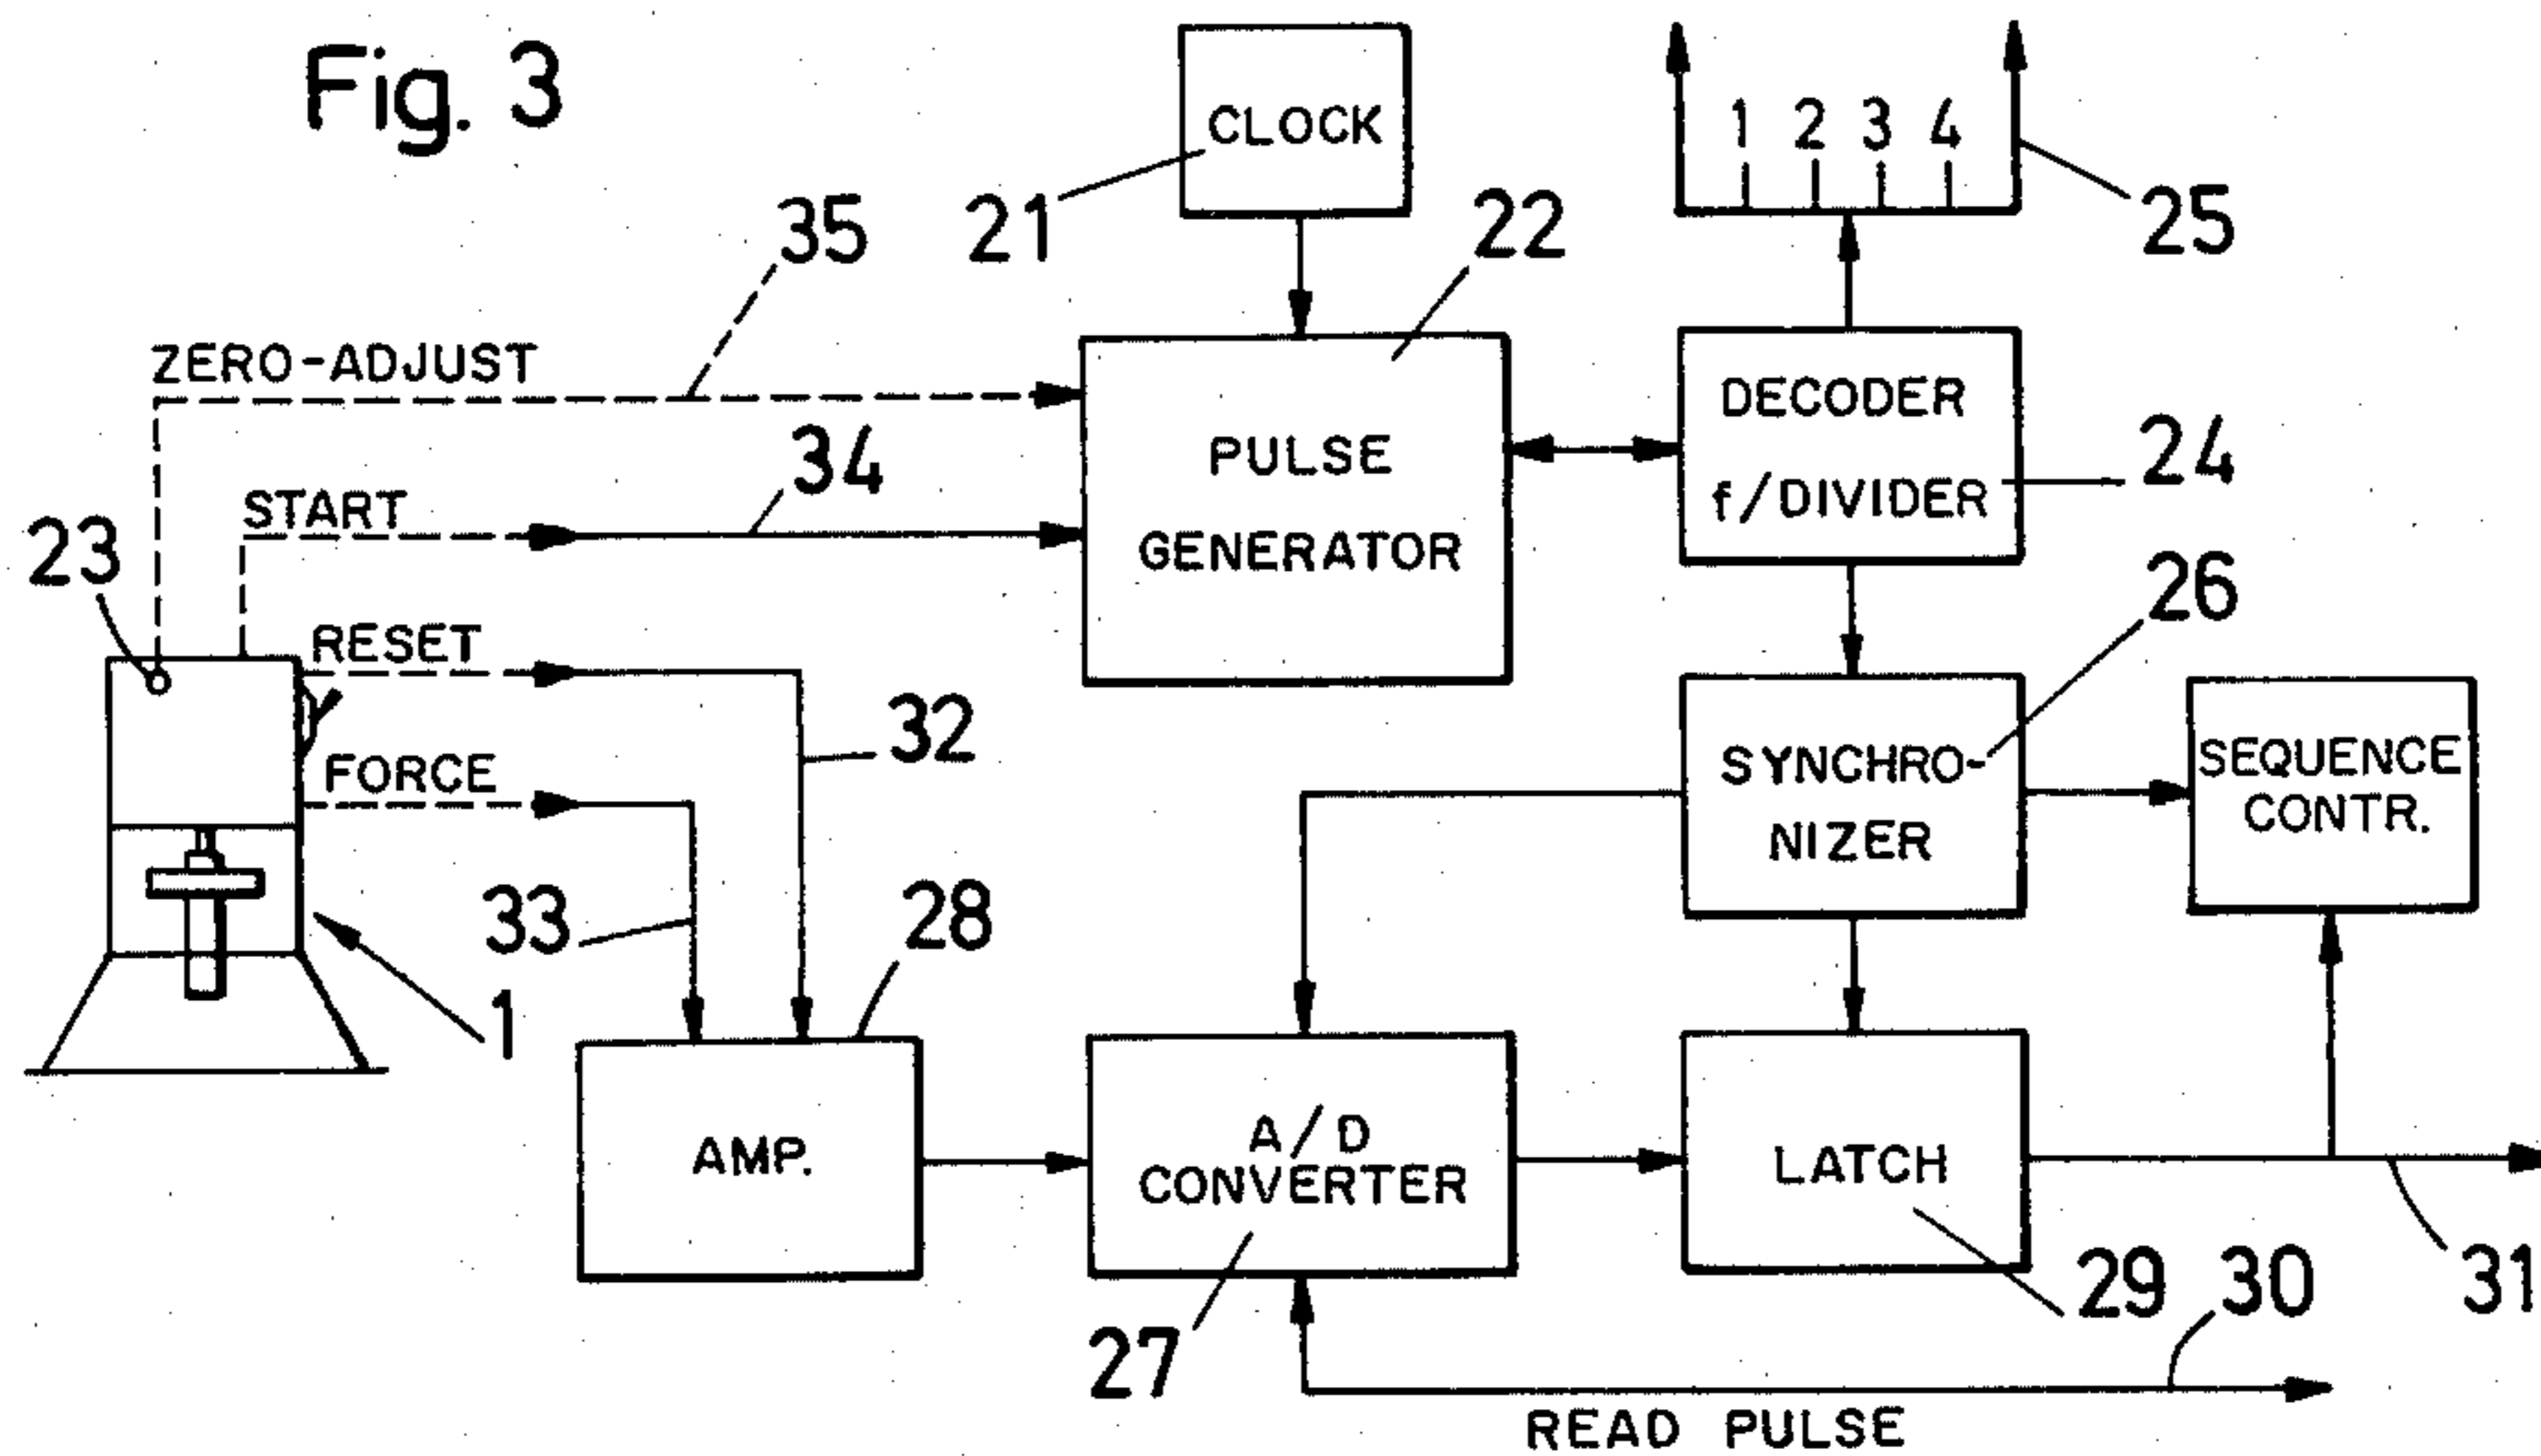 Fig. 3
CLOCK
1 2 3 4
21
22
25
35
ZERO-ADJUST
DECODER
f/DIVIDER
24
PULSE
GENERATOR
34
START
23
26
RESET
32
SYNCHRO-
NIZER
SEQUENCE
CONTR.
FORCE
33
28
1
AMP.
A/D
CONVERTER
LATCH
27
29
30
31
READ PULSE